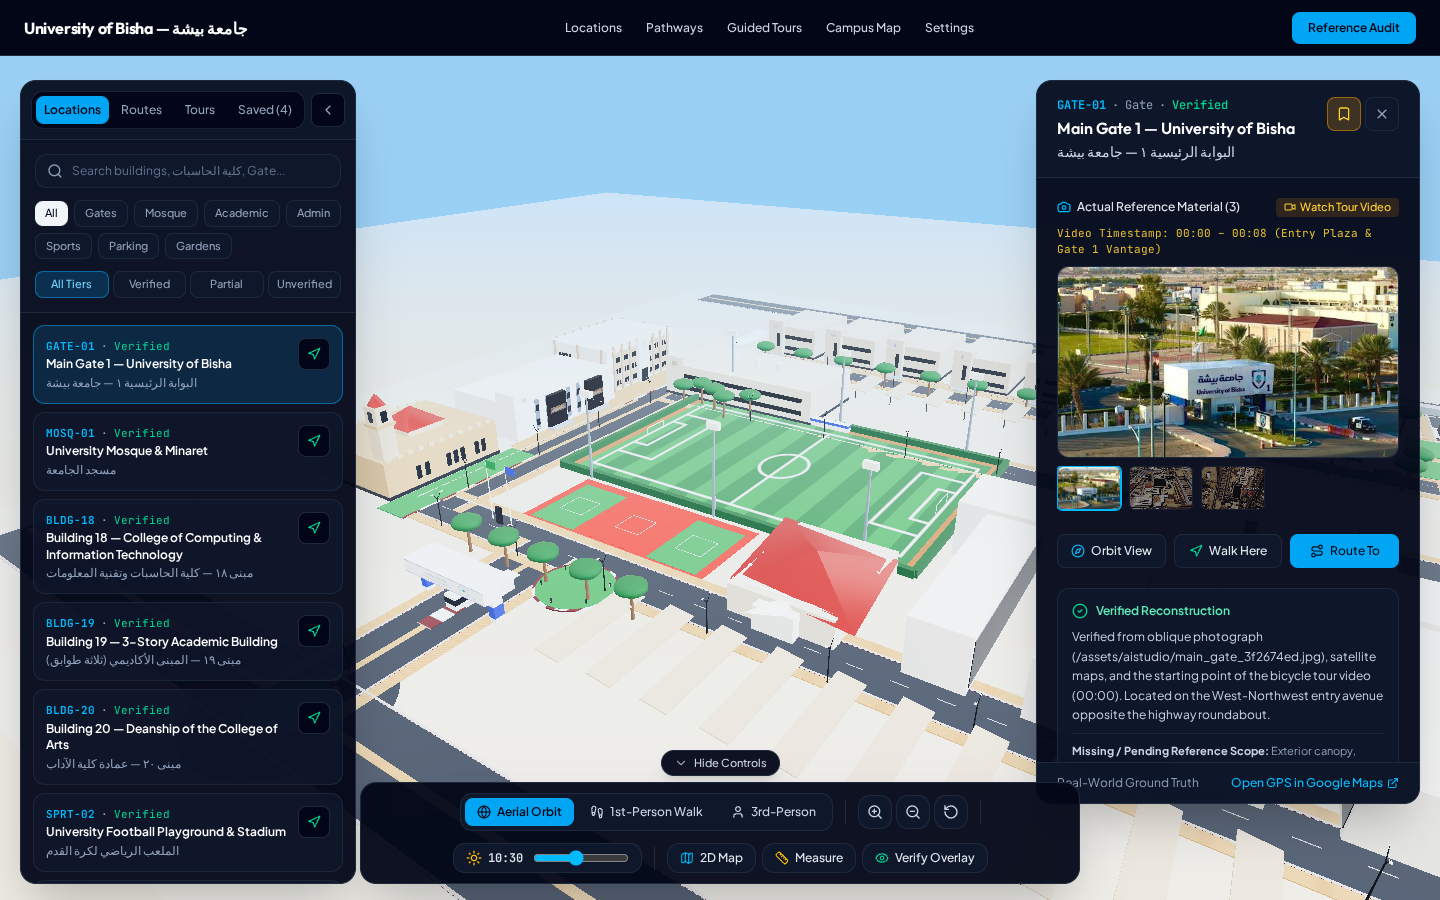 University of Bisha — جامعة بيشة
Locations
Pathways
Guided Tours
Campus Map
Settings
Reference Audit
Locations
Routes
Tours
Saved (4)
Search buildings, كلية الحاسبات, Gate...
All
Gates
Mosque
Academic
Admin
Sports
Parking
Gardens
All Tiers
Verified
Partial
Unverified
GATE-01 · Verified
Main Gate 1 — University of Bisha
البوابة الرئيسية ١ — جامعة بيشة
MOSQ-01 · Verified
University Mosque & Minaret
مسجد الجامعة
BLDG-18 · Verified
Building 18 — College of Computing &
Information Technology
مبنى ١٨ — كلية الحاسبات وتقنية المعلومات
BLDG-19 · Verified
Building 19 — 3-Story Academic Building
مبنى ١٩ — المبنى الأكاديمي (ثلاثة طوابق)
BLDG-20 · Verified
Building 20 — Deanship of the College of
Arts
مبنى ٢٠ — عمادة كلية الآداب
SPRT-02 · Verified
University Football Playground & Stadium
الملعب الرياضي لكرة القدم
Hide Controls
Aerial Orbit
1st-Person Walk
3rd-Person
10:30
2D Map
Measure
Verify Overlay
GATE-01 · Gate · Verified
Main Gate 1 — University of Bisha
البوابة الرئيسية ١ — جامعة بيشة
Actual Reference Material (3)
Watch Tour Video
Video Timestamp: 00:00 – 00:08 (Entry Plaza &
Gate 1 Vantage)
جامعة بيشة
University of Bisha
Orbit View
Walk Here
Route To
Verified Reconstruction
Verified from oblique photograph
(/assets/aistudio/main_gate_3f2674ed.jpg), satellite
maps, and the starting point of the bicycle tour video
(00:00). Located on the West-Northwest entry avenue
opposite the highway roundabout.
Missing / Pending Reference Scope: Exterior canopy,
Real-World Ground Truth
Open GPS in Google Maps